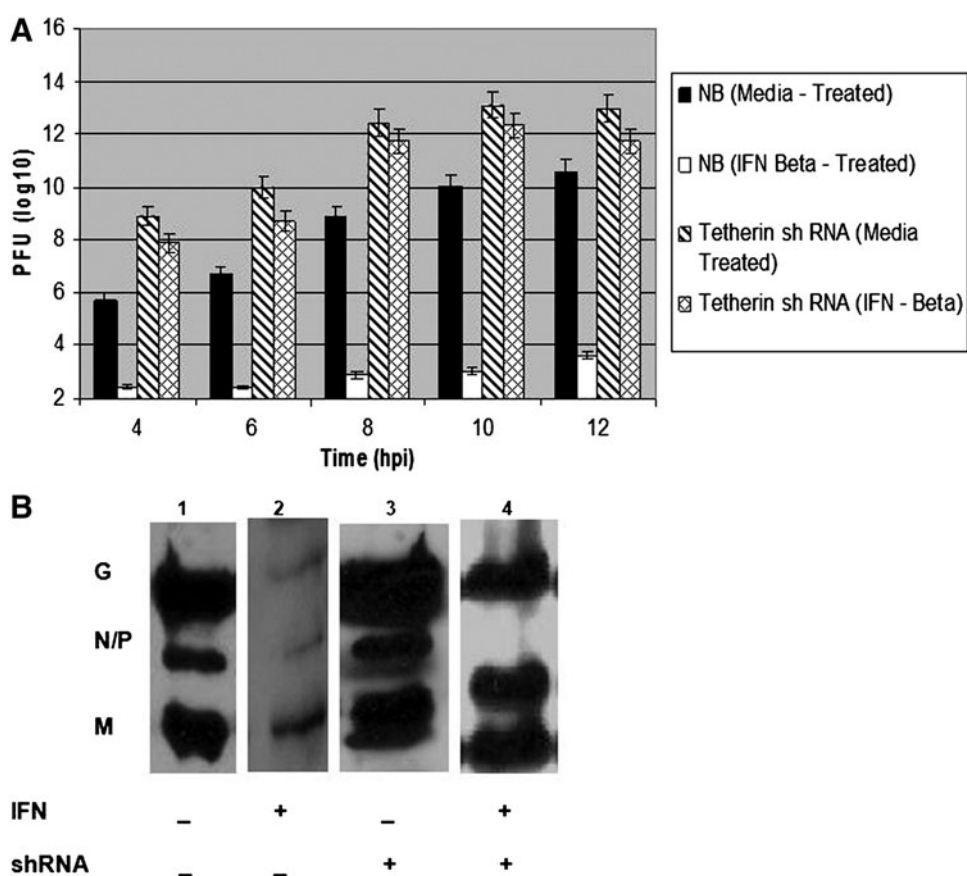 A
16
14
12
10
8
6
4
2
PFU (log10)
4 6 8 10 12
Time (hpi)
NB (Media - Treated)
NB (IFN Beta - Treated)
Tetherin sh RNA (Media
Treated)
Tetherin sh RNA (IFN - Beta)
B
1 2 3 4
G
N/P
M
IFN – + – +
shRNA – – + +